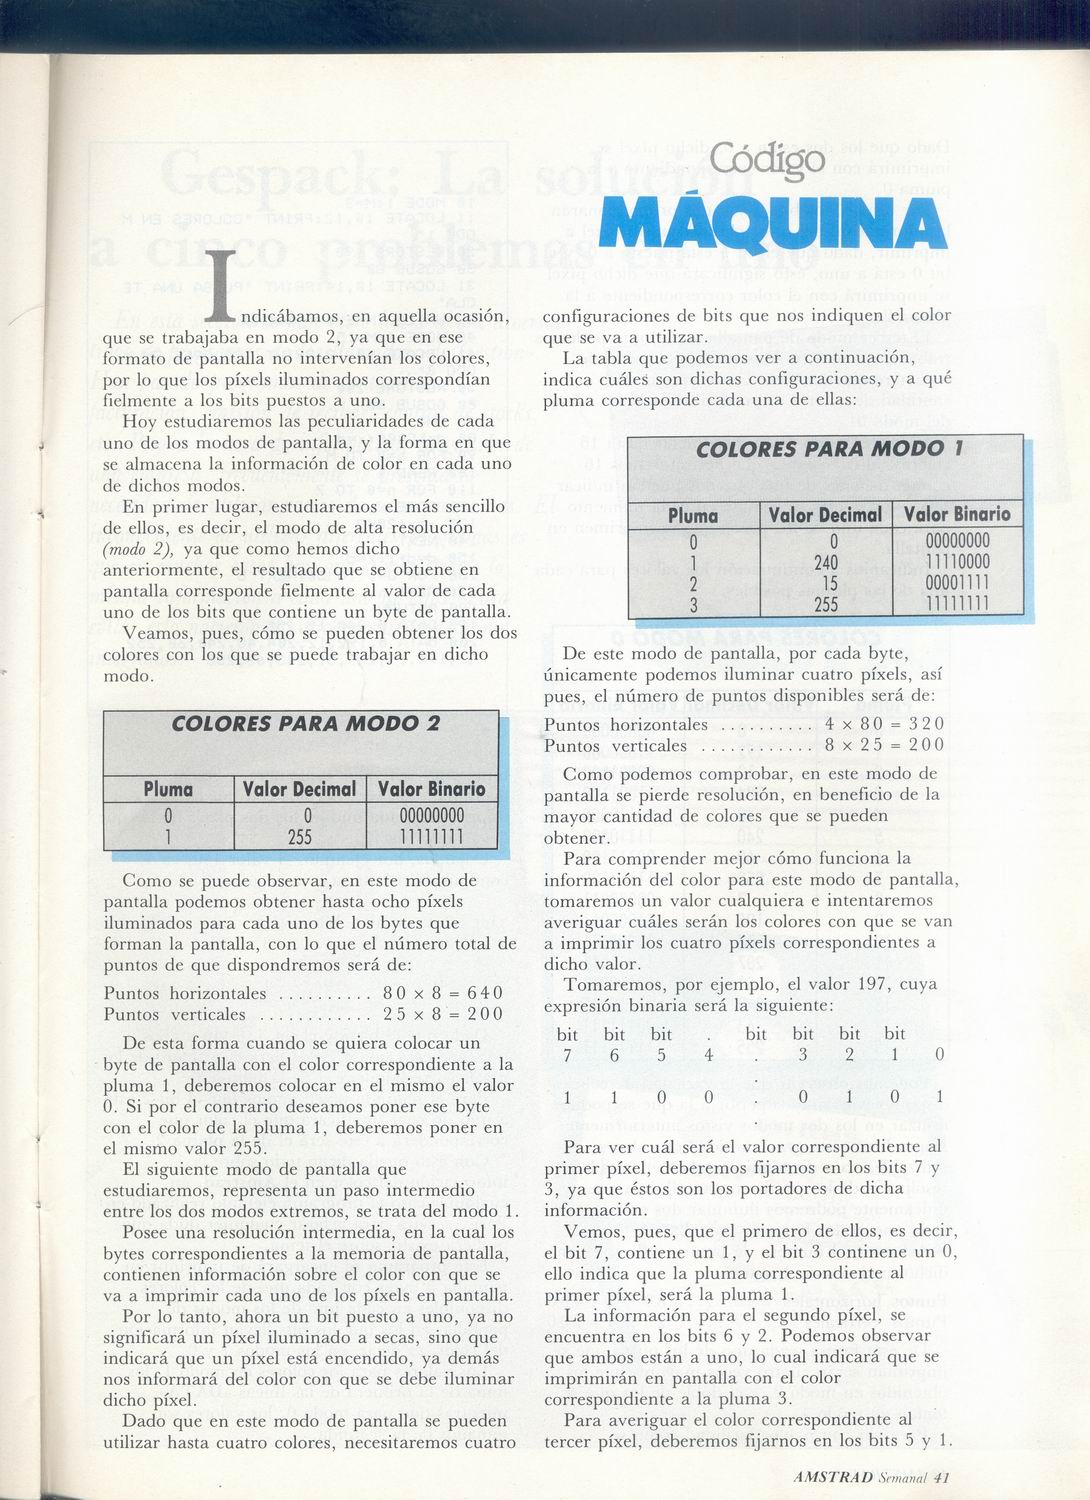 Código
MÁQUINA
Indicábamos, en aquella ocasión,
que se trabajaba en modo 2, ya que en ese
formato de pantalla no intervenían los colores,
por lo que los píxels iluminados correspondían
fielmente a los bits puestos a uno.
Hoy estudiaremos las peculiaridades de cada
uno de los modos de pantalla, y la forma en que
se almacena la información de color en cada uno
de dichos modos.
En primer lugar, estudiaremos el más sencillo
de ellos, es decir, el modo de alta resolución
(modo 2), ya que como hemos dicho
anteriormente, el resultado que se obtiene en
pantalla corresponde fielmente al valor de cada
uno de los bits que contiene un byte de pantalla.
Veamos, pues, cómo se pueden obtener los dos
colores con los que se puede trabajar en dicho
modo.
COLORES PARA MODO 2
Pluma Valor Decimal Valor Binario
0 0 00000000
1 255 11111111
Como se puede observar, en este modo de
pantalla podemos obtener hasta ocho píxels
iluminados para cada uno de los bytes que
forman la pantalla, con lo que el número total de
puntos de que dispondremos será de:
Puntos horizontales .......... 80 x 8 = 640
Puntos verticales ............ 25 x 8 = 200
De esta forma cuando se quiera colocar un
byte de pantalla con el color correspondiente a la
pluma 1, deberemos colocar en el mismo el valor
0. Si por el contrario deseamos poner ese byte
con el color de la pluma 1, deberemos poner en
el mismo valor 255.
El siguiente modo de pantalla que
estudiaremos, representa un paso intermedio
entre los dos modos extremos, se trata del modo 1.
Posee una resolución intermedia, en la cual los
bytes correspondientes a la memoria de pantalla,
contienen información sobre el color con que se
va a imprimir cada uno de los píxels en pantalla.
Por lo tanto, ahora un bit puesto a uno, ya no
significará un píxel iluminado a secas, sino que
indicará que un píxel está encendido, ya demás
nos informará del color con que se debe iluminar
dicho píxel.
Dado que en este modo de pantalla se pueden
utilizar hasta cuatro colores, necesitaremos cuatro
configuraciones de bits que nos indiquen el color
que se va a utilizar.
La tabla que podemos ver a continuación,
indica cuáles son dichas configuraciones, y a qué
pluma corresponde cada una de ellas:
COLORES PARA MODO 1
Pluma Valor Decimal Valor Binario
0 0 00000000
1 240 11110000
2 15 00001111
3 255 11111111
De este modo de pantalla, por cada byte,
únicamente podemos iluminar cuatro píxels, así
pues, el número de puntos disponibles será de:
Puntos horizontales .......... 4 x 80 = 320
Puntos verticales ............ 8 x 25 = 200
Como podemos comprobar, en este modo de
pantalla se pierde resolución, en beneficio de la
mayor cantidad de colores que se pueden
obtener.
Para comprender mejor cómo funciona la
información del color para este modo de pantalla,
tomaremos un valor cualquiera e intentaremos
averiguar cuáles serán los colores con que se van
a imprimir los cuatro píxels correspondientes a
dicho valor.
Tomaremos, por ejemplo, el valor 197, cuya
expresión binaria será la siguiente:
bit bit bit . bit bit bit bit
7 6 5 4 . 3 2 1 0
.
1 1 0 0 . 0 1 0 1
.
Para ver cuál será el valor correspondiente al
primer píxel, deberemos fijarnos en los bits 7 y
3, ya que éstos son los portadores de dicha
información.
Vemos, pues, que el primero de ellos, es decir,
el bit 7, contiene un 1, y el bit 3 continene un 0,
ello indica que la pluma correspondiente al
primer píxel, será la pluma 1.
La información para el segundo píxel, se
encuentra en los bits 6 y 2. Podemos observar
que ambos están a uno, lo cual indicará que se
imprimirán en pantalla con el color
correspondiente a la pluma 3.
Para averiguar el color correspondiente al
tercer píxel, deberemos fijarnos en los bits 5 y 1.
AMSTRAD Semanal 41